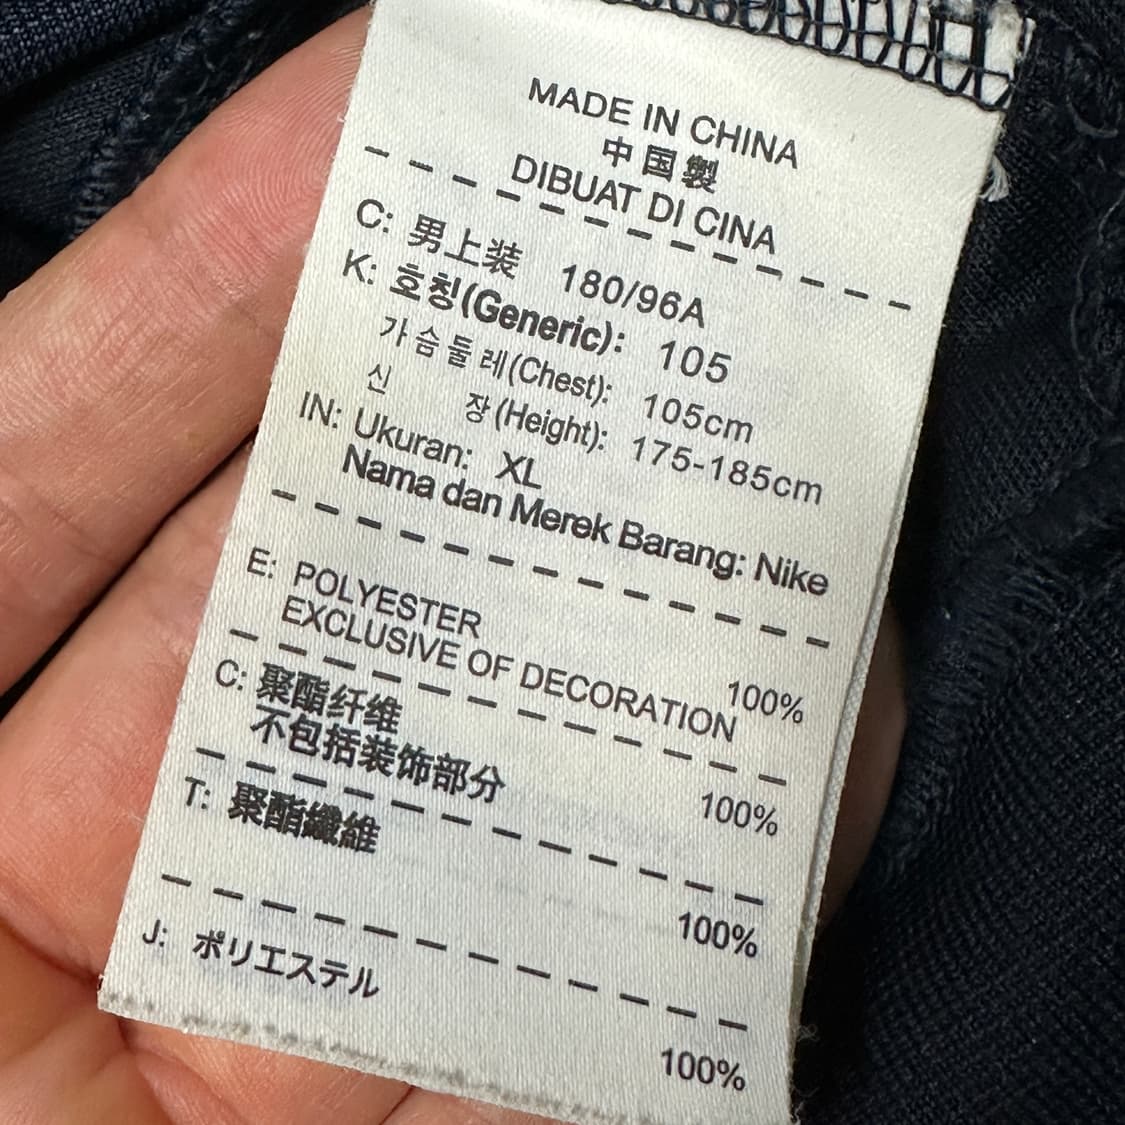 MADE IN CHINA
中国製
DIBUAT DI CINA
C: 男上装 180/96A
K: 호칭(Generic): 105
가슴둘레(Chest): 105cm
신 장(Height): 175-185cm
IN: Ukuran: XL
Nama dan Merek Barang: Nike
E: POLYESTER 100%
EXCLUSIVE OF DECORATION
C: 聚酯纤维 100%
不包括装饰部分
T: 聚酯纖維 100%
J: ポリエステル 100%